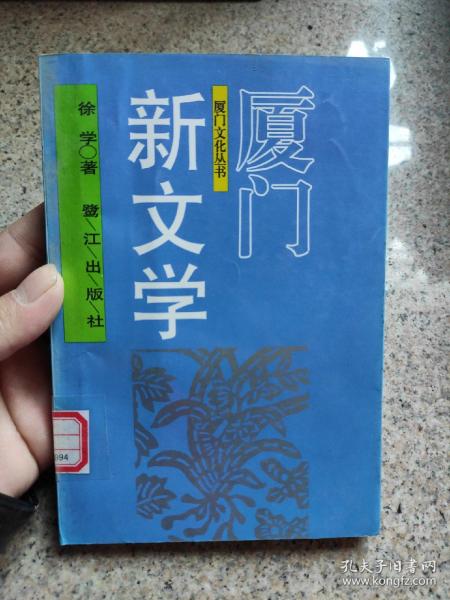 厦门
厦门文化丛书
新文学
徐学○著 鹭/江/出/版/社
994
孔夫子旧书网
www.kongfz.com